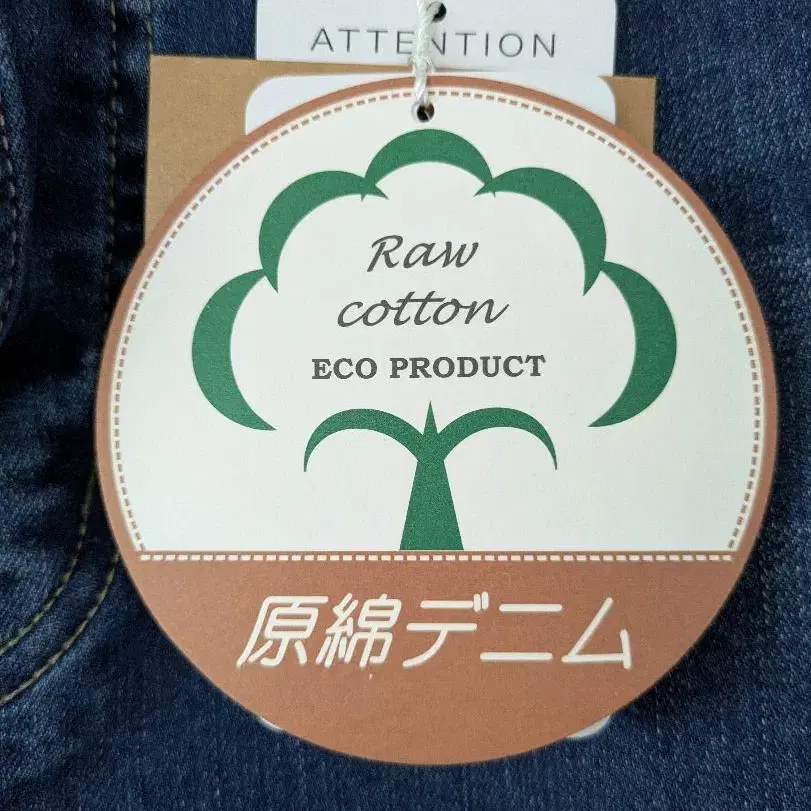 ATTENTION
Raw
cotton
ECO PRODUCT
原綿デニム